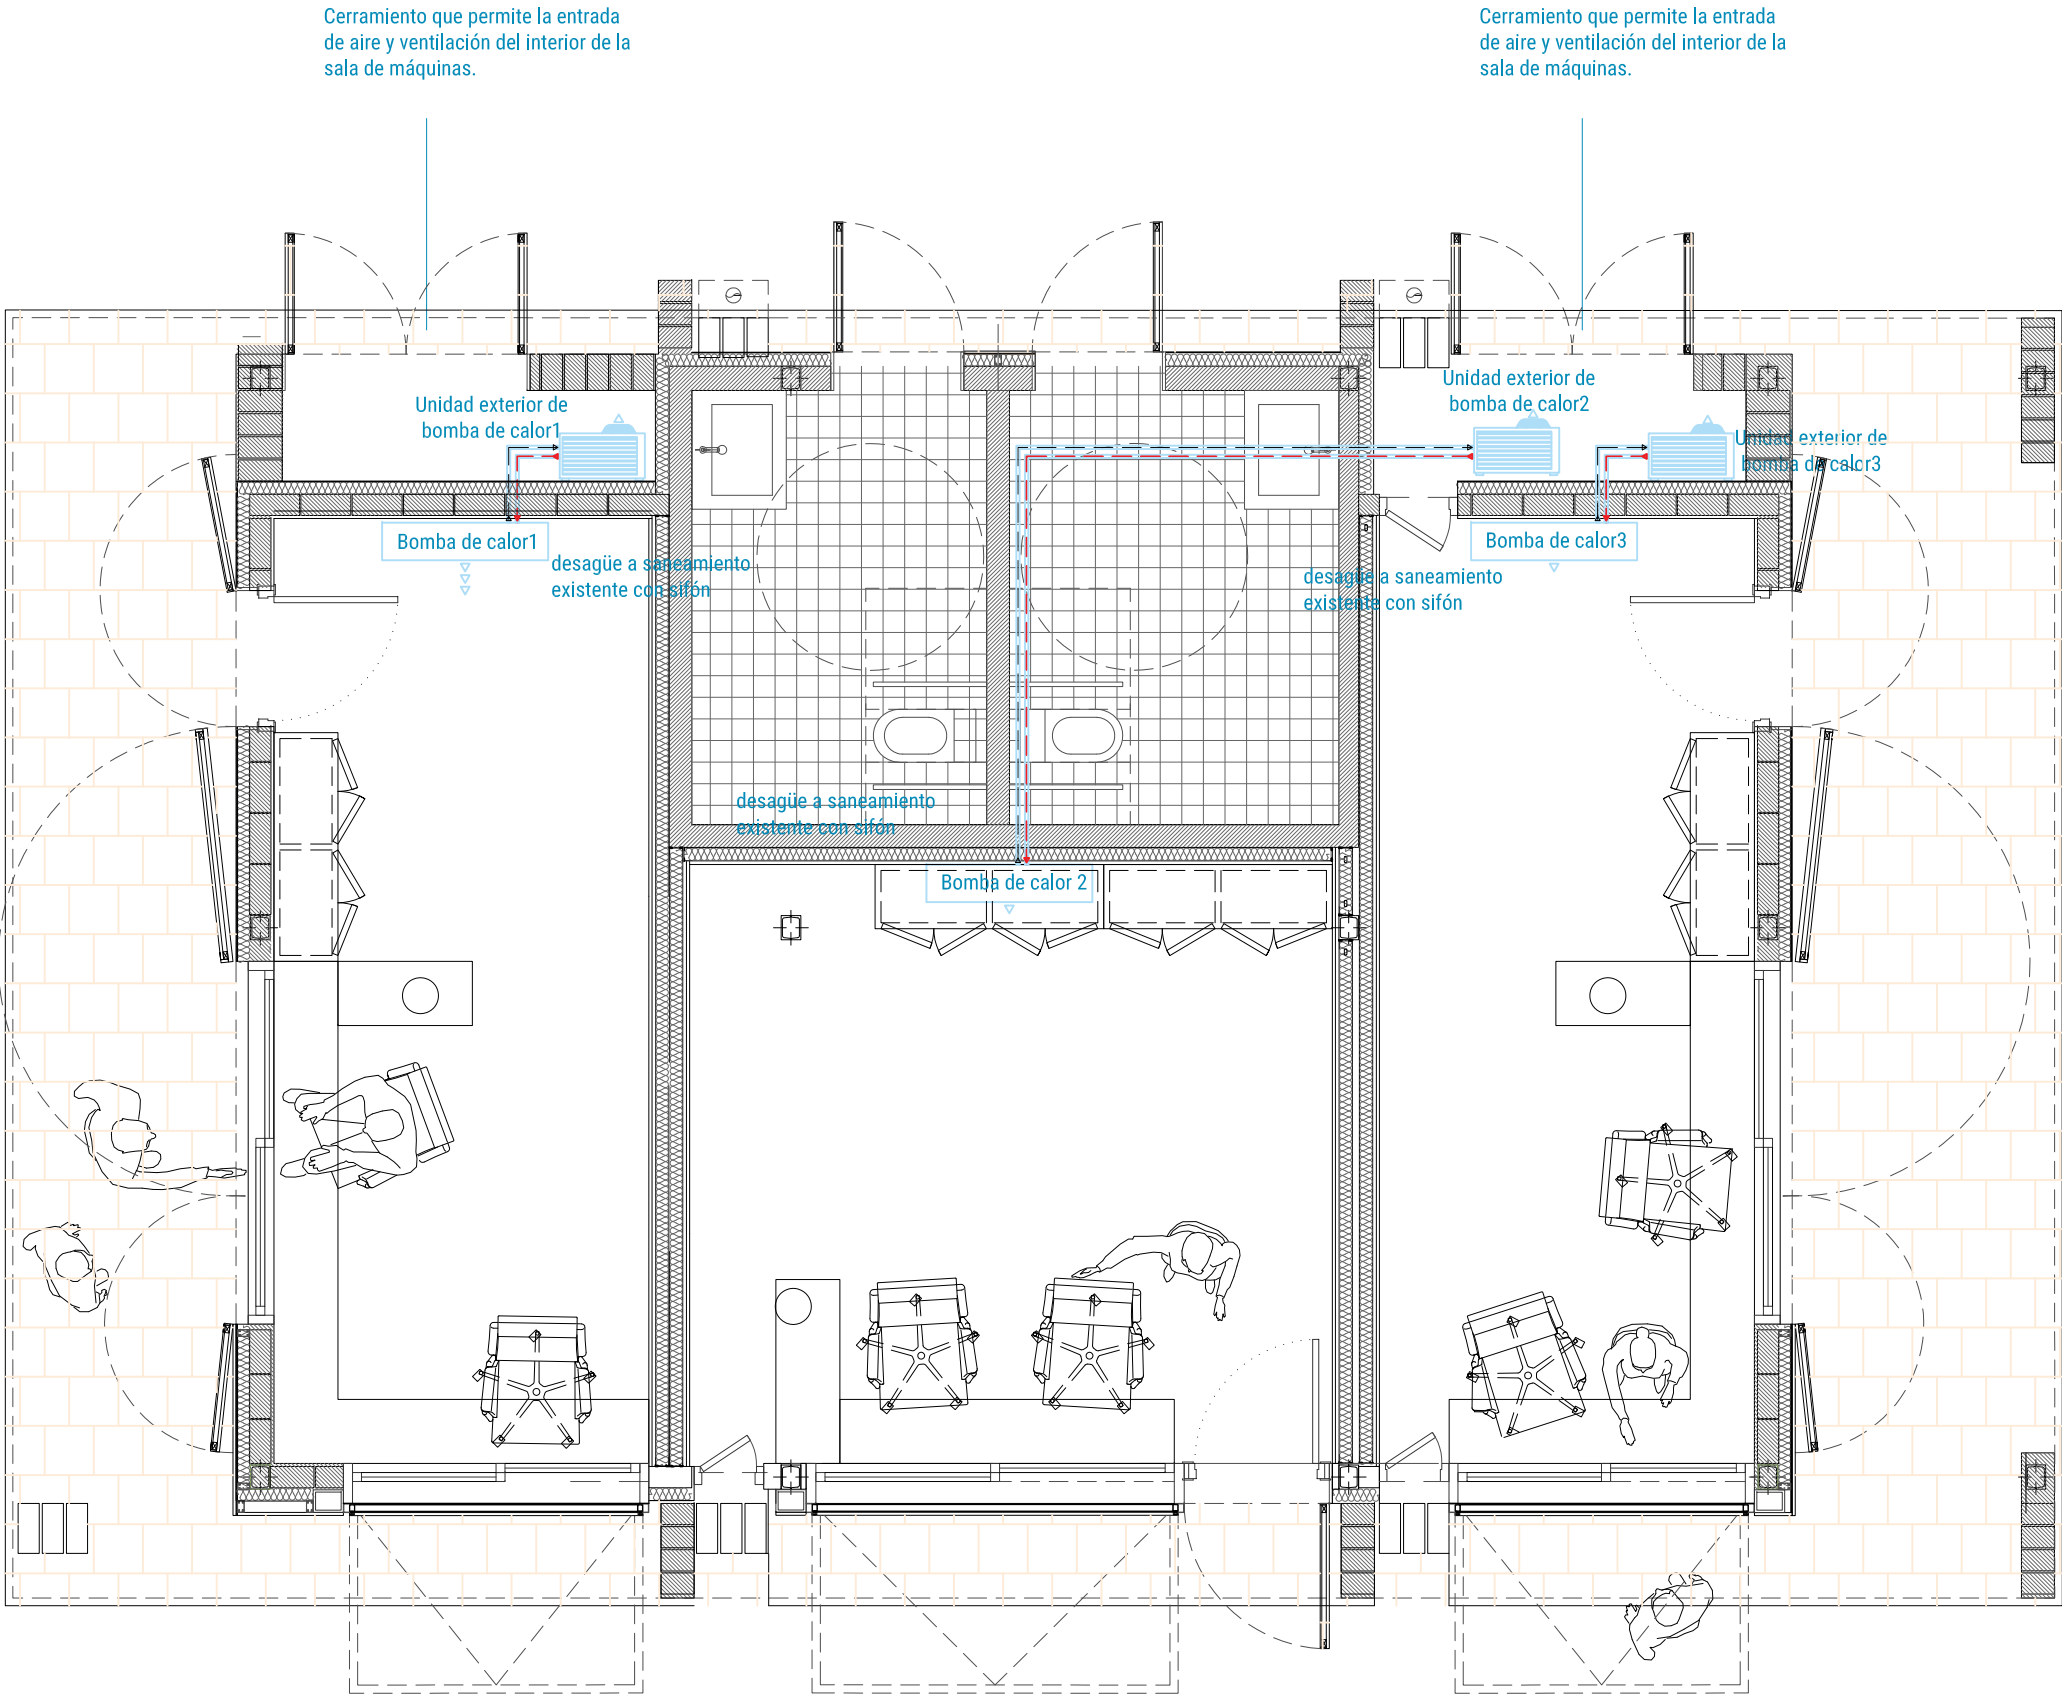 Cerramiento que permite la entrada
de aire y ventilación del interior de la
sala de máquinas.
Cerramiento que permite la entrada
de aire y ventilación del interior de la
sala de máquinas.
Unidad exterior de
bomba de calor1
Unidad exterior de
bomba de calor2
Unidad exterior de
bomba de calor3
Bomba de calor1
desagüe a saneamiento
existente con sifón
Bomba de calor3
desagüe a saneamiento
existente con sifón
desagüe a saneamiento
existente con sifón
Bomba de calor 2